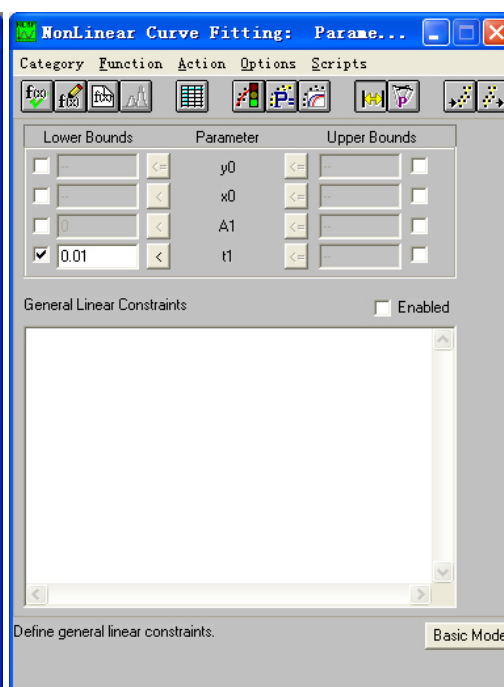 NonLinear Curve Fitting: Parame...
Category Function Action Options Scripts
Lower Bounds Parameter Upper Bounds
-- <= y0 <= --
-- < x0 <= --
0 < A1 <= --
0.01 < t1 <= --
General Linear Constraints Enabled
Define general linear constraints. Basic Mode